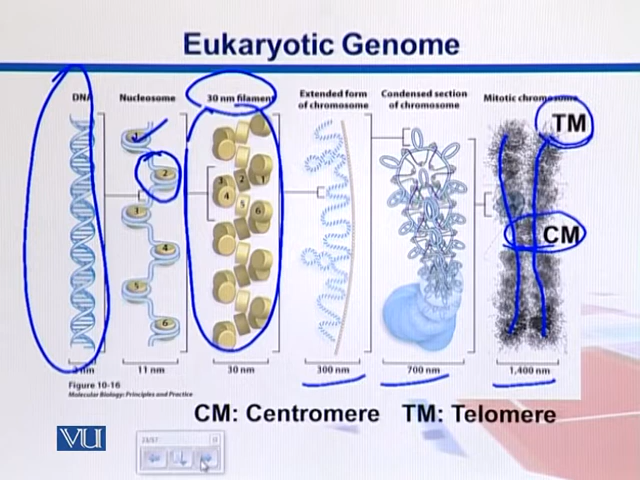 Eukaryotic Genome
DNA
Nucleosome
30 nm filament
Extended form
of chromosome
Condensed section
of chromosome
Mitotic chromosome
TM
CM
1
2
3
4
5
6
3 2 1
4 5 6
2 nm
11 nm
30 nm
300 nm
700 nm
1,400 nm
Figure 10-16
Molecular Biology: Principles and Practice
CM: Centromere TM: Telomere
VU
23/57